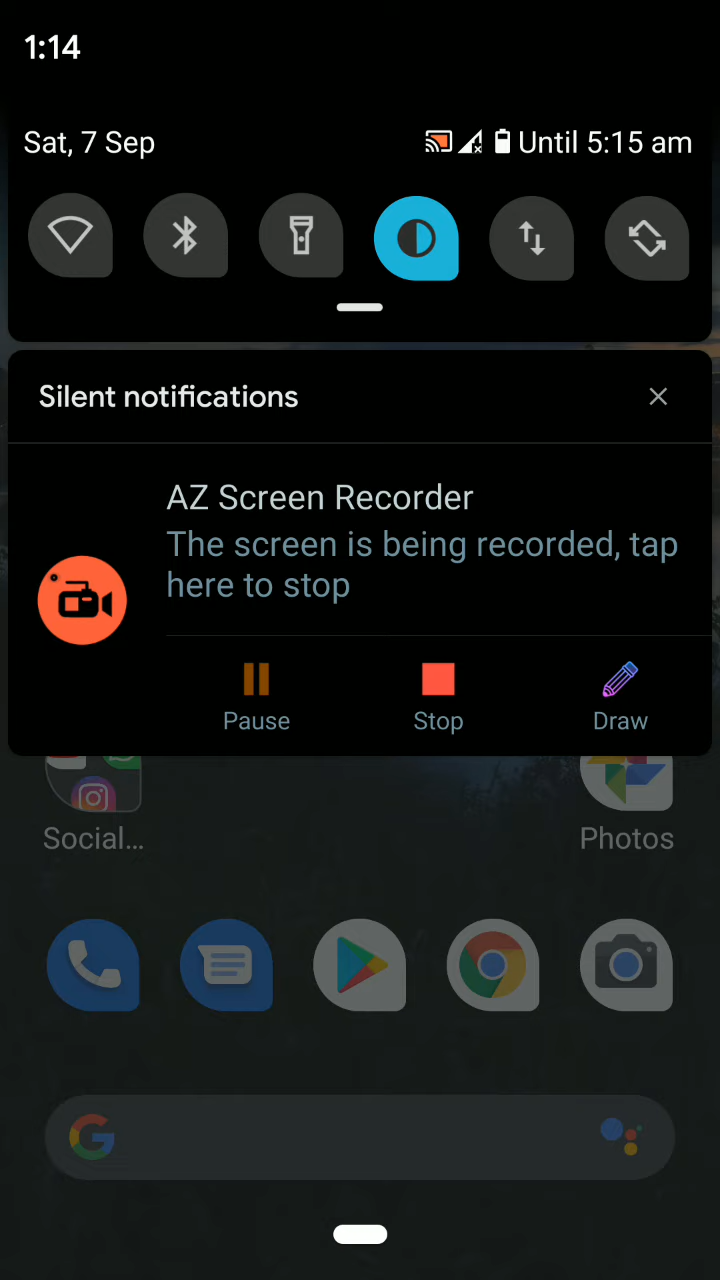 1:14
Sat, 7 Sep
Until 5:15 am
Silent notifications
AZ Screen Recorder
The screen is being recorded, tap
here to stop
Pause
Stop
Draw
Social…
Photos